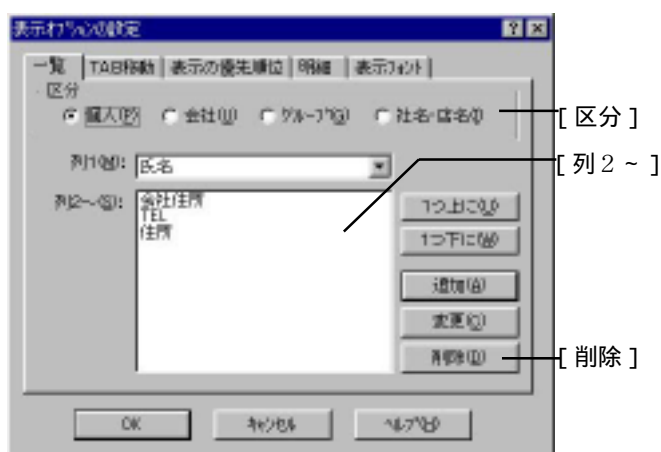 表示オプションの設定
一覧 TAB移動 表示の優先順位 明細 表示フォント
区分
個人(P) 会社(U) グループ(G) 社名・店名(I)
[ 区分 ]
列1(M): 氏名
[ 列２~ ]
列2～(S): 会社住所
TEL
住所
1つ上に(U)
1つ下に(W)
追加(A)
変更(C)
削除(D)
[ 削除 ]
OK キャンセル ヘルプ(H)